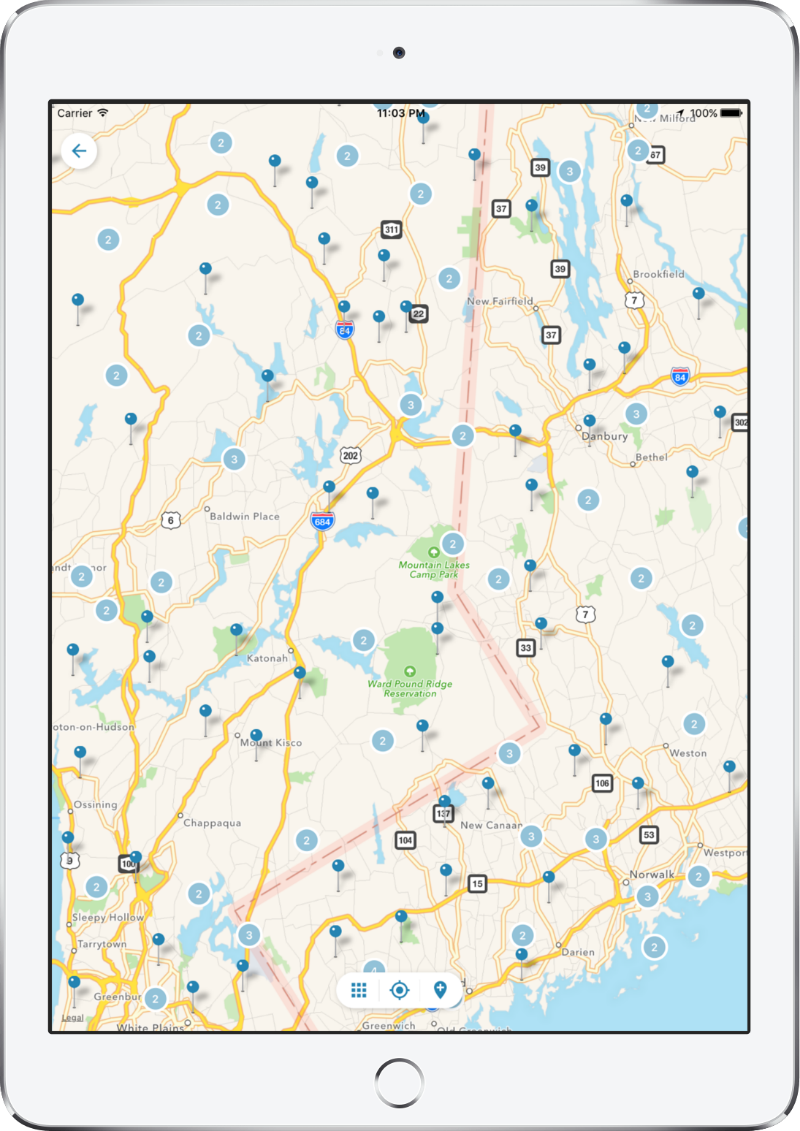 Carrier
11:03 PM
100%
2
New Milford
2
2
2
67
39
3
2
2
37
2
311
39
2
2
Brookfield
7
New Fairfield
22
84
2
37
2
84
3
3
302
2
Danbury
202
3
Bethel
2
6
Baldwin Place
684
2
Mountain Lakes
Camp Park
2
2
2
2
2
7
2
2
33
Katonah
Ward Pound Ridge
Reservation
oton-on-Hudson
2
Mount Kisco
2
3
Weston
106
Ossining
137
Chappaqua
New Canaan
3
3
53
2
104
Westport
9
100
15
Norwalk
2
2
2
3
Sleepy Hollow
3
2
2
Tarrytown
Darien
4
Greenbur
2
Legal
White Plains
Greenwich
Old Greenwich